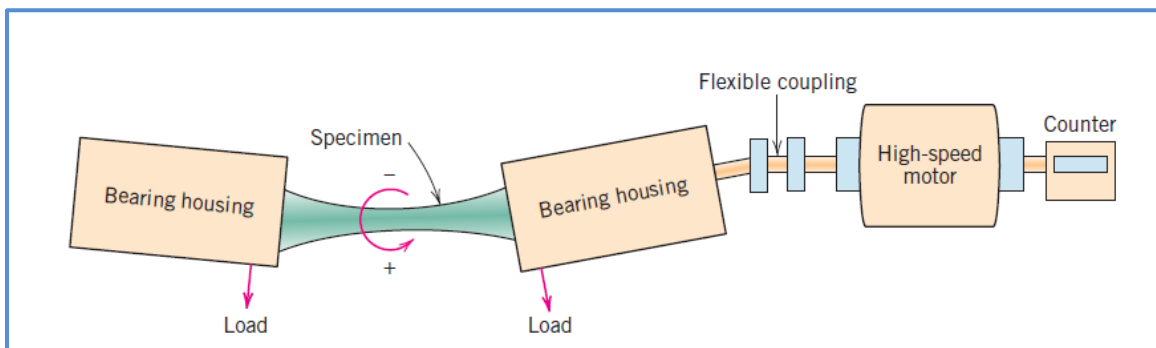 Flexible coupling
Specimen
Counter
High-speed
motor
Bearing housing
Bearing housing
−
+
Load
Load